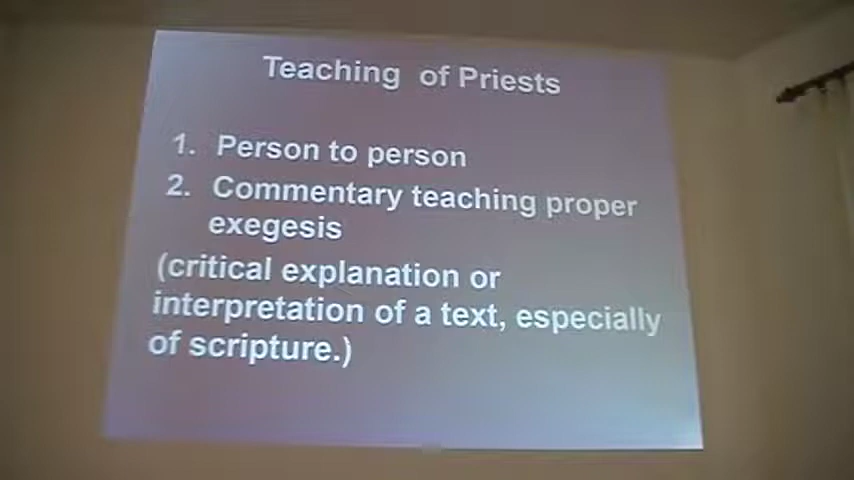 Teaching of Priests
1. Person to person
2. Commentary teaching proper
exegesis
(critical explanation or
interpretation of a text, especially
of scripture.)